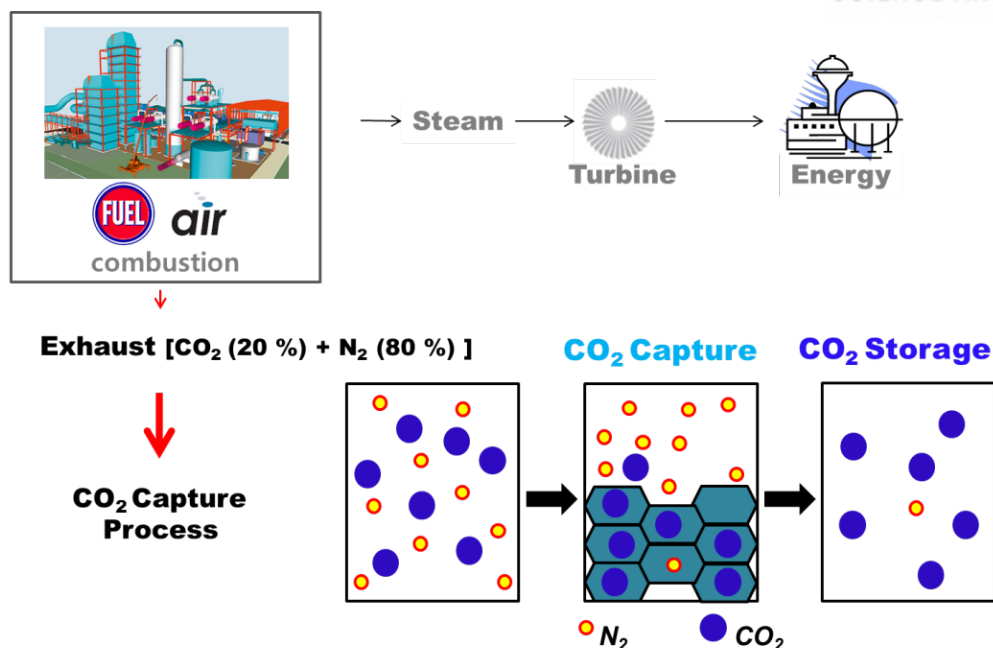 FUEL
air
combustion
Steam
Turbine
Energy
Exhaust [CO₂ (20 %) + N₂ (80 %) ]
CO₂ Capture
Process
CO₂ Capture
CO₂ Storage
N₂
CO₂